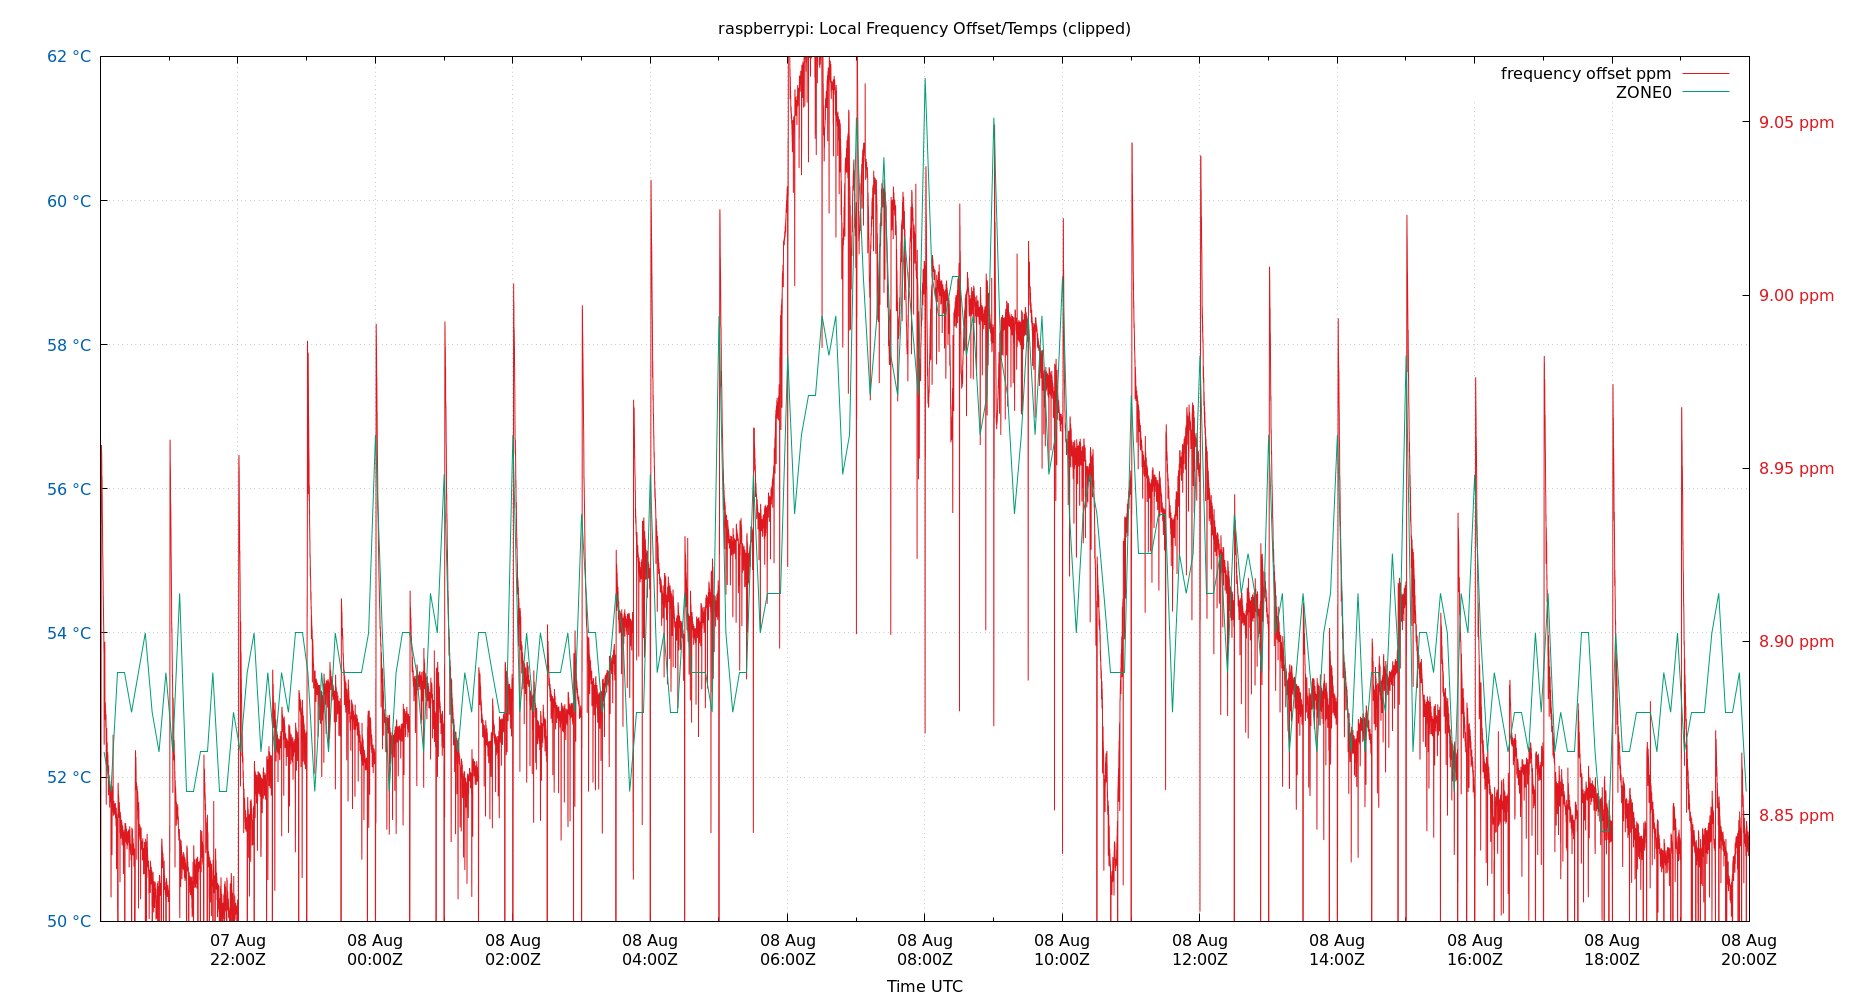 raspberrypi: Local Frequency Offset/Temps (clipped)
frequency offset ppm
ZONE0
62 °C
60 °C
58 °C
56 °C
54 °C
52 °C
50 °C
9.05 ppm
9.00 ppm
8.95 ppm
8.90 ppm
8.85 ppm
07 Aug 08 Aug 08 Aug 08 Aug 08 Aug 08 Aug 08 Aug 08 Aug 08 Aug 08 Aug 08 Aug 08 Aug
22:00Z 00:00Z 02:00Z 04:00Z 06:00Z 08:00Z 10:00Z 12:00Z 14:00Z 16:00Z 18:00Z 20:00Z
Time UTC